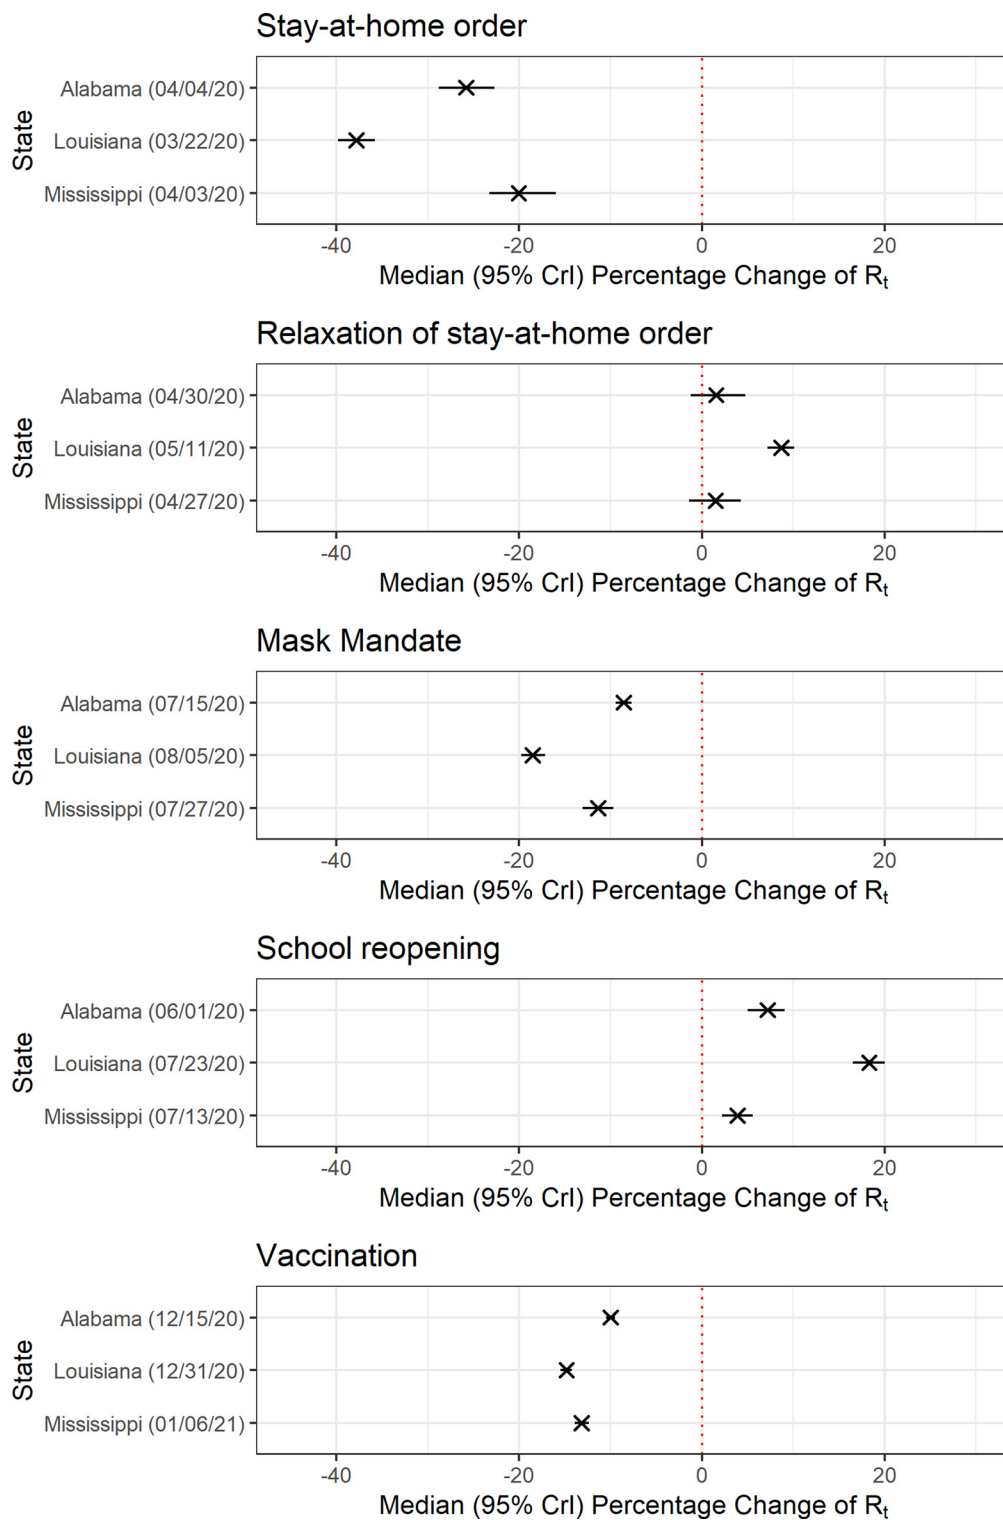 Stay-at-home order
State
Alabama (04/04/20)
Louisiana (03/22/20)
Mississippi (04/03/20)
-40 -20 0 20
Median (95% CrI) Percentage Change of Rt
Relaxation of stay-at-home order
State
Alabama (04/30/20)
Louisiana (05/11/20)
Mississippi (04/27/20)
-40 -20 0 20
Median (95% CrI) Percentage Change of Rt
Mask Mandate
State
Alabama (07/15/20)
Louisiana (08/05/20)
Mississippi (07/27/20)
-40 -20 0 20
Median (95% CrI) Percentage Change of Rt
School reopening
State
Alabama (06/01/20)
Louisiana (07/23/20)
Mississippi (07/13/20)
-40 -20 0 20
Median (95% CrI) Percentage Change of Rt
Vaccination
State
Alabama (12/15/20)
Louisiana (12/31/20)
Mississippi (01/06/21)
-40 -20 0 20
Median (95% CrI) Percentage Change of Rt